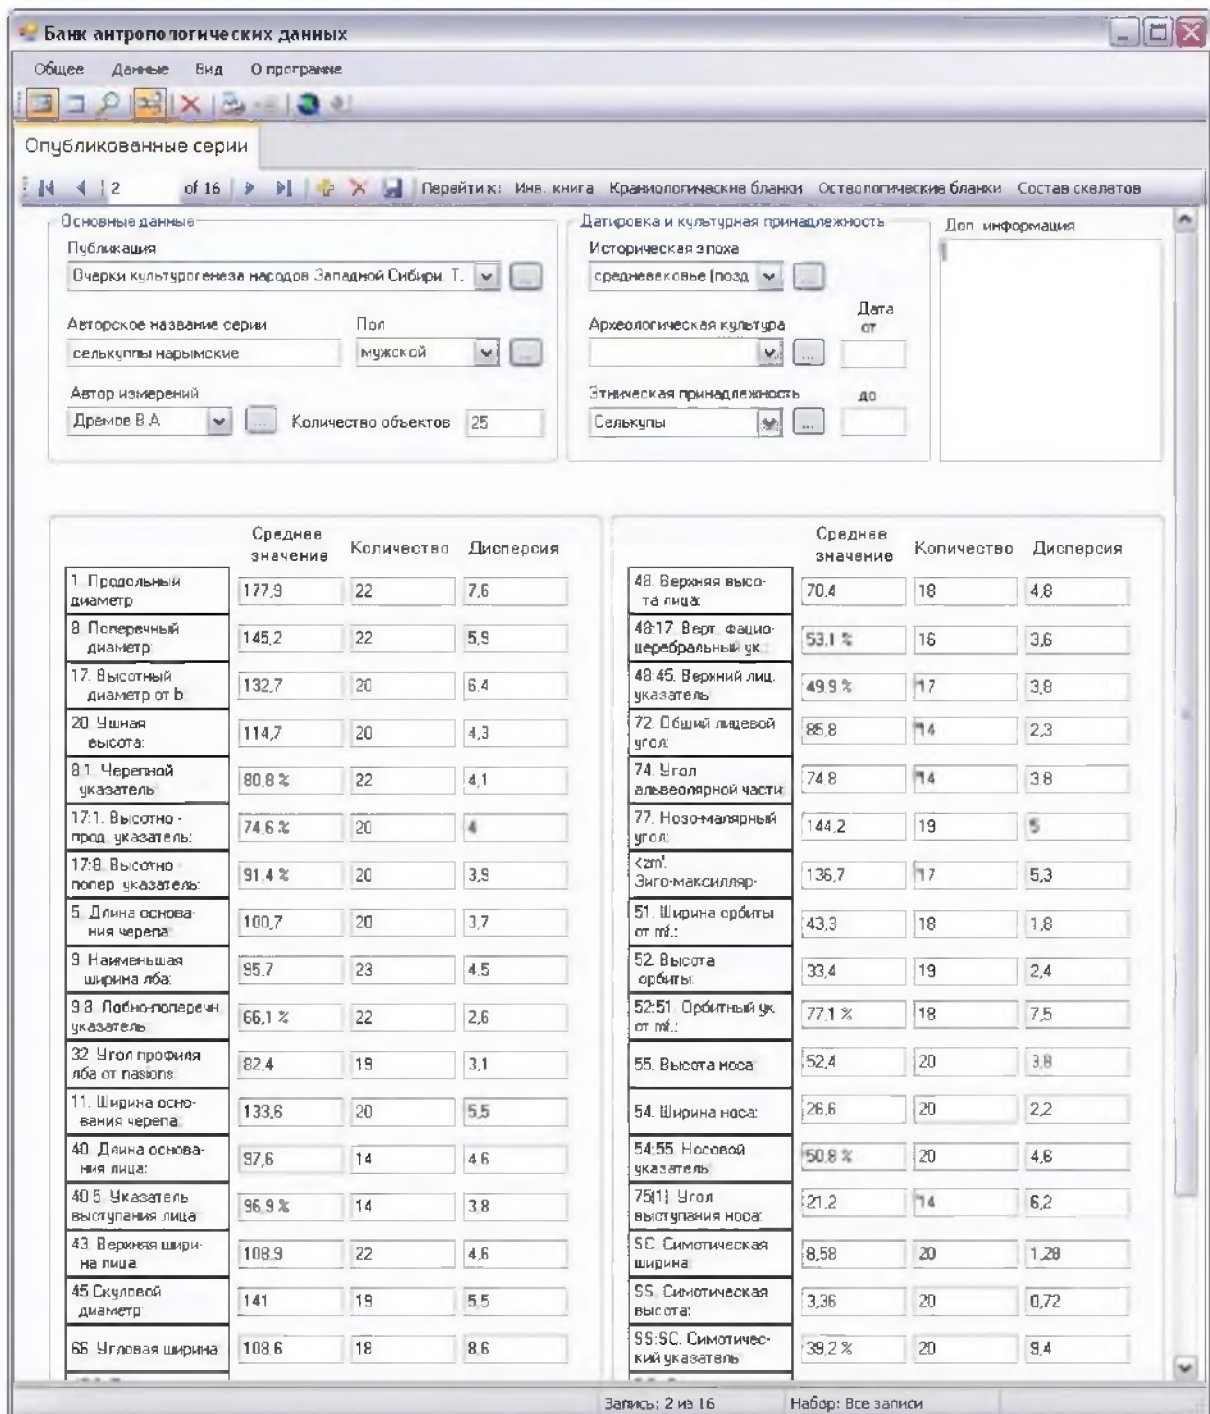 Банк антропологических данных
Общее Данные Вид О программе
Опубликованные серии
2 of 16 Перейти к: Инв. книга Краниологические бланки Остеологические бланки Состав скелетов
Основные данные
Публикация
Очерки культурогенеза народов Западной Сибири. Т.
Авторское название серии Пол
селькупы нарымские мужской
Автор измерений
Дремов В.А. Количество объектов 25
Датировка и культурная принадлежность
Историческая эпоха
средневековье (позд
Археологическая культура
Дата от
Этническая принадлежность до
Селькупы
Доп. информация
Среднее значение Количество Дисперсия
1. Продольный диаметр 177,9 22 7,6
8. Поперечный диаметр: 145,2 22 5,9
17. Высотный диаметр от b 132,7 20 6,4
20. Ушная высота: 114,7 20 4,3
8:1. Черепной указатель 80,8 % 22 4,1
17:1. Высотно-прод. указатель: 74,6 % 20 4
17:8. Высотно попер. указатель: 91,4 % 20 3,9
5. Длина основа-ния черепа 100,7 20 3,7
9. Наименьшая ширина лба: 95,7 23 4,5
9:8. Лобно-поперечн. указатель 66,1 % 22 2,6
32. Угол профиля лба от nasions 82,4 19 3,1
11. Ширина осно-вания черепа 133,6 20 5,5
40. Длина основа-ния лица: 97,6 14 4,6
40:5. Указатель выступания лица 96,9 % 14 3,8
43. Верхняя шири-на лица 108,9 22 4,6
45 Скуловой диаметр: 141 19 5,5
66. Угловая ширина 108,6 18 8,6
Среднее значение Количество Дисперсия
48. Верхняя высо-та лица: 70,4 18 4,8
48:17. Верт. фацио-церебральный ук.: 53,1 % 16 3,6
48:45. Верхний лиц. указатель 49,9 % 17 3,8
72. Общий лицевой угол: 85,8 14 2,3
74. Угол альвеолярной части 74,8 14 3,8
77. Назо-малярный угол: 144,2 19 5
<zm'. Зиго-максилляр- 136,7 17 5,3
51. Ширина орбиты от mf.: 43,3 18 1,8
52. Высота орбиты: 33,4 19 2,4
52:51. Орбитный ук. от mf.: 77,1 % 18 7,5
55. Высота носа 52,4 20 3,8
54. Ширина носа: 26,6 20 2,2
54:55. Носовой указатель 50,8 % 20 4,6
75(1). Угол выступания носа: 21,2 14 6,2
SC. Симотическая ширина 8,58 20 1,28
SS. Симотическая высота: 3,36 20 0,72
SS:SC. Симотичес-кий указатель 39,2 % 20 9,4
Запись: 2 из 16 Набор: Все записи